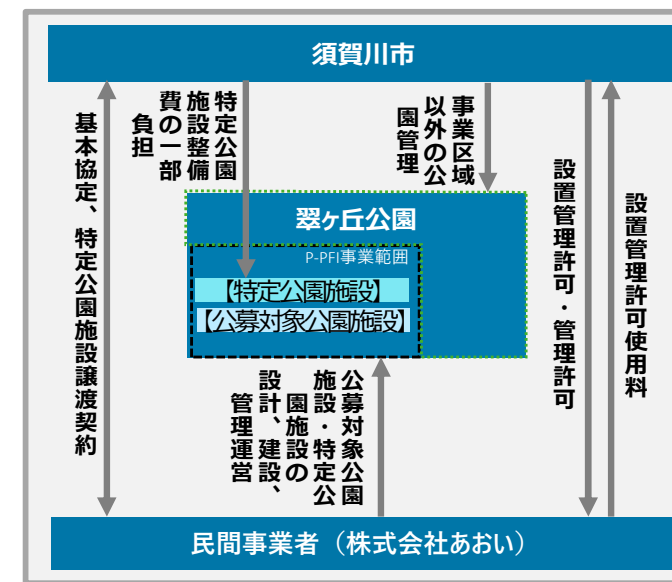 須賀川市
基本協定、特定公園施設譲渡契約
特定公園
施設整備
費の一部
負担
事業区域
以外の公
園管理
設置管理許可・管理許可
設置管理許可使用料
翠ヶ丘公園
P-PFI事業範囲
【特定公園施設】
【公募対象公園施設】
公募対象公園
施設・特定公
園施設の
設計、建設、
管理運営
民間事業者（株式会社あおい）